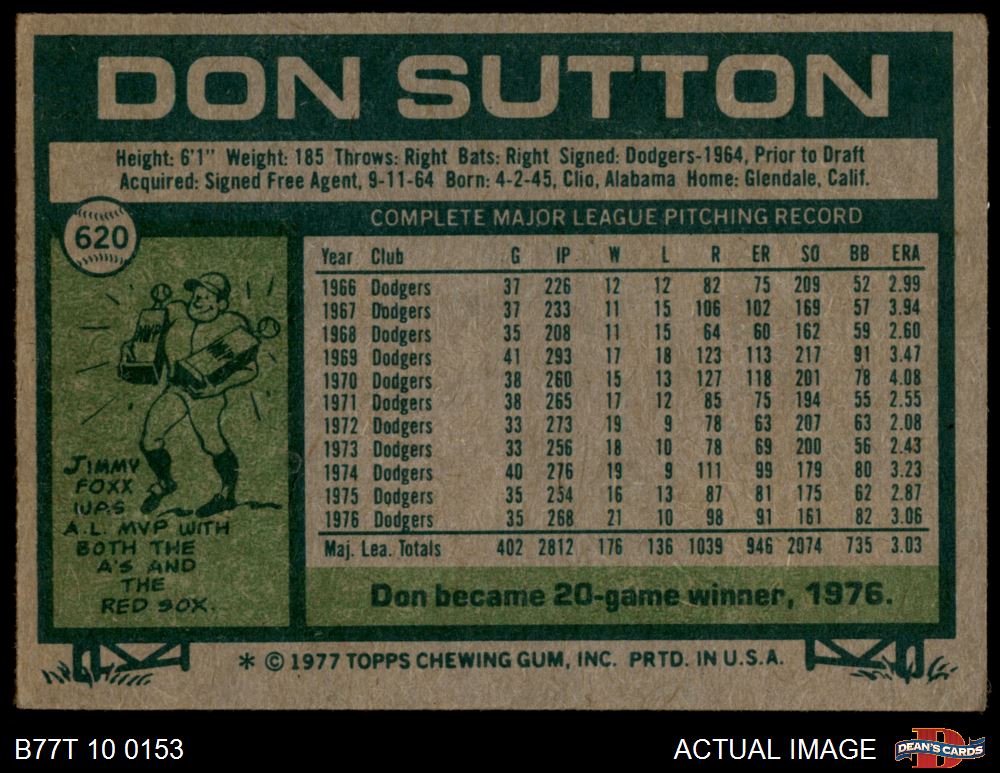 DON SUTTON
Height: 6'1" Weight: 185 Throws: Right Bats: Right Signed: Dodgers-1964, Prior to Draft
Acquired: Signed Free Agent, 9-11-64 Born: 4-2-45, Clio, Alabama Home: Glendale, Calif.
620
COMPLETE MAJOR LEAGUE PITCHING RECORD
Year Club G IP W L R ER SO BB ERA
1966 Dodgers 37 226 12 12 82 75 209 52 2.99
1967 Dodgers 37 233 11 15 106 102 169 57 3.94
1968 Dodgers 35 208 11 15 64 60 162 59 2.60
1969 Dodgers 41 293 17 18 123 113 217 91 3.47
1970 Dodgers 38 260 15 13 127 118 201 78 4.08
1971 Dodgers 38 265 17 12 85 75 194 55 2.55
1972 Dodgers 33 273 19 9 78 63 207 63 2.08
1973 Dodgers 33 256 18 10 78 69 200 56 2.43
1974 Dodgers 40 276 19 9 111 99 179 80 3.23
1975 Dodgers 35 254 16 13 87 81 175 62 2.87
1976 Dodgers 35 268 21 10 98 91 161 82 3.06
Maj. Lea. Totals 402 2812 176 136 1039 946 2074 735 3.03
Don became 20-game winner, 1976.
MVP
MVP
JIMMY
FOXX
WAS
A.L. MVP WITH
BOTH THE
A'S AND
THE
RED SOX.
* © 1977 TOPPS CHEWING GUM, INC. PRTD. IN U.S.A.
B77T 10 0153
ACTUAL IMAGE
D
DEAN'S CARDS